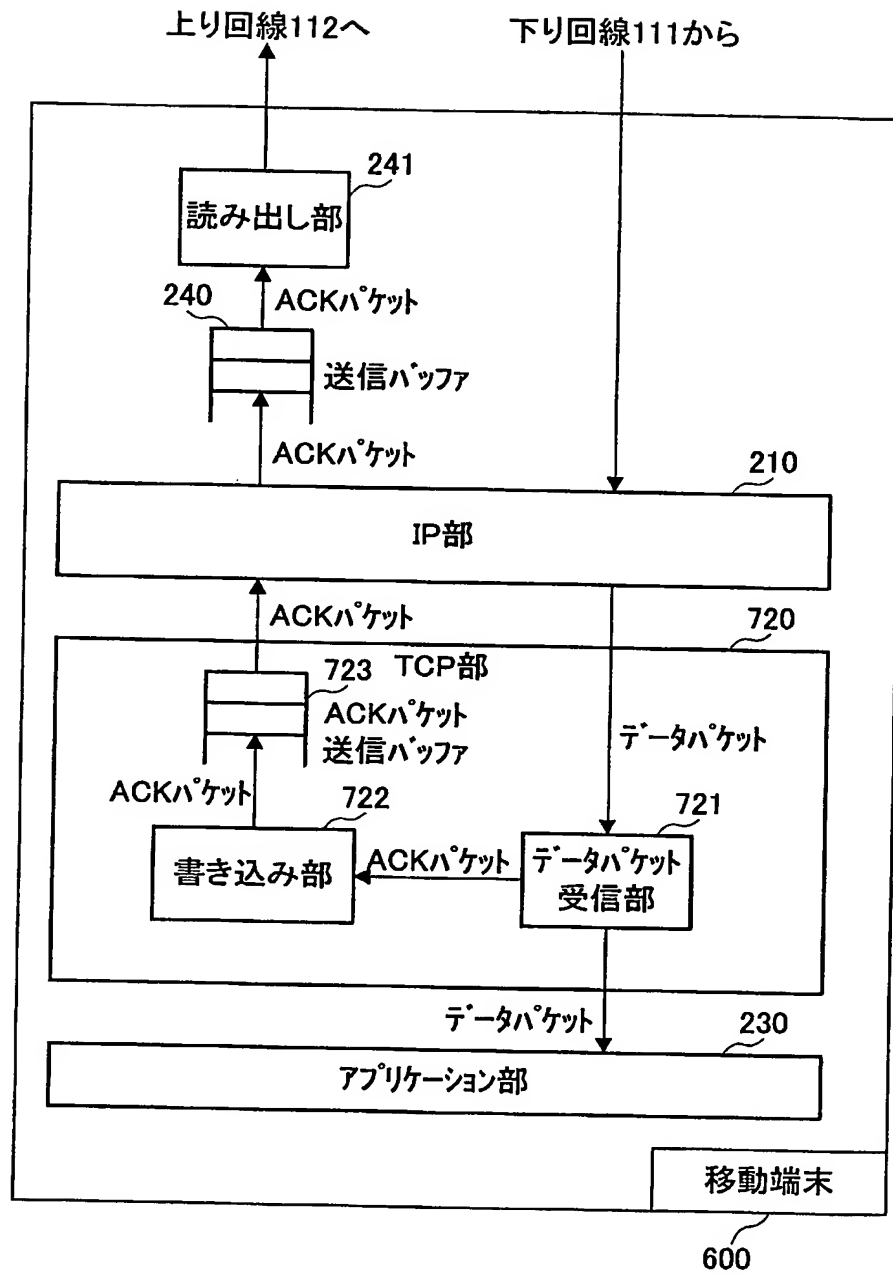 上り回線112へ
下り回線111から
241
読み出し部
240
ACKパケット
送信バッファ
ACKパケット
210
IP部
ACKパケット
720
723
TCP部
ACKパケット
送信バッファ
データパケット
ACKパケット
722
721
書き込み部
ACKパケット
データパケット
受信部
データパケット
230
アプリケーション部
移動端末
600